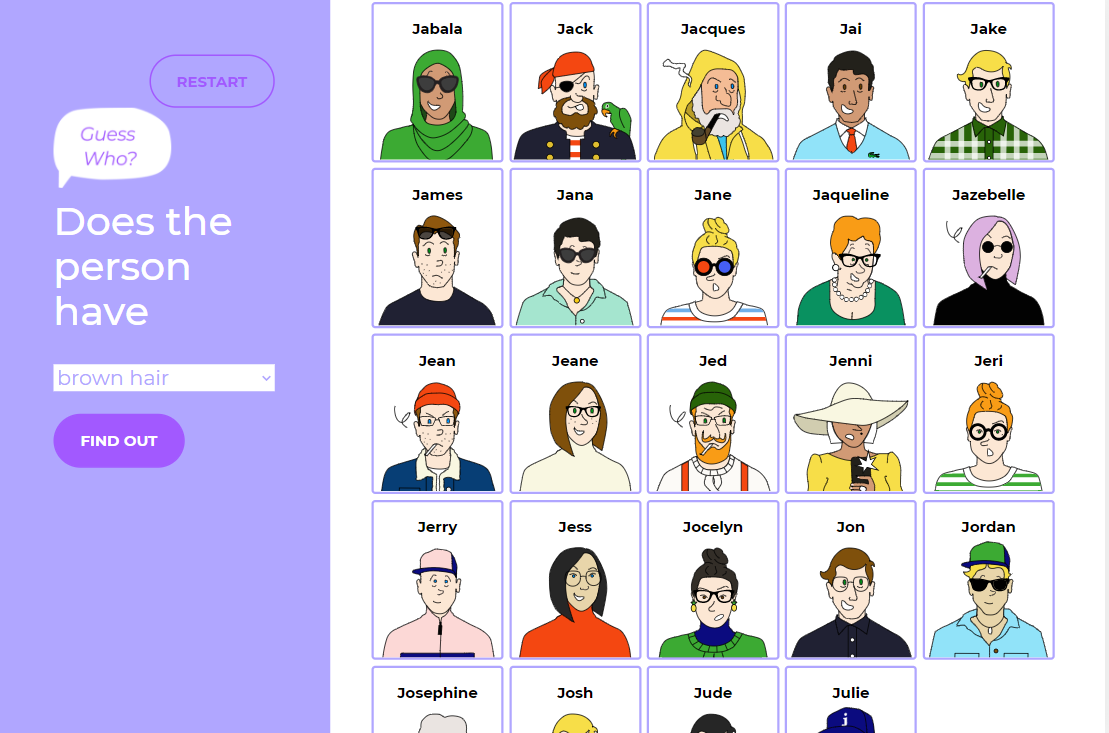 RESTART
Guess
Who?
Does the
person
have
brown hair
FIND OUT
Jabala
Jack
Jacques
Jai
Jake
James
Jana
Jane
Jaqueline
Jazebelle
Jean
Jeane
Jed
Jenni
Jeri
Jerry
Jess
Jocelyn
Jon
Jordan
Josephine
Josh
Jude
Julie
j